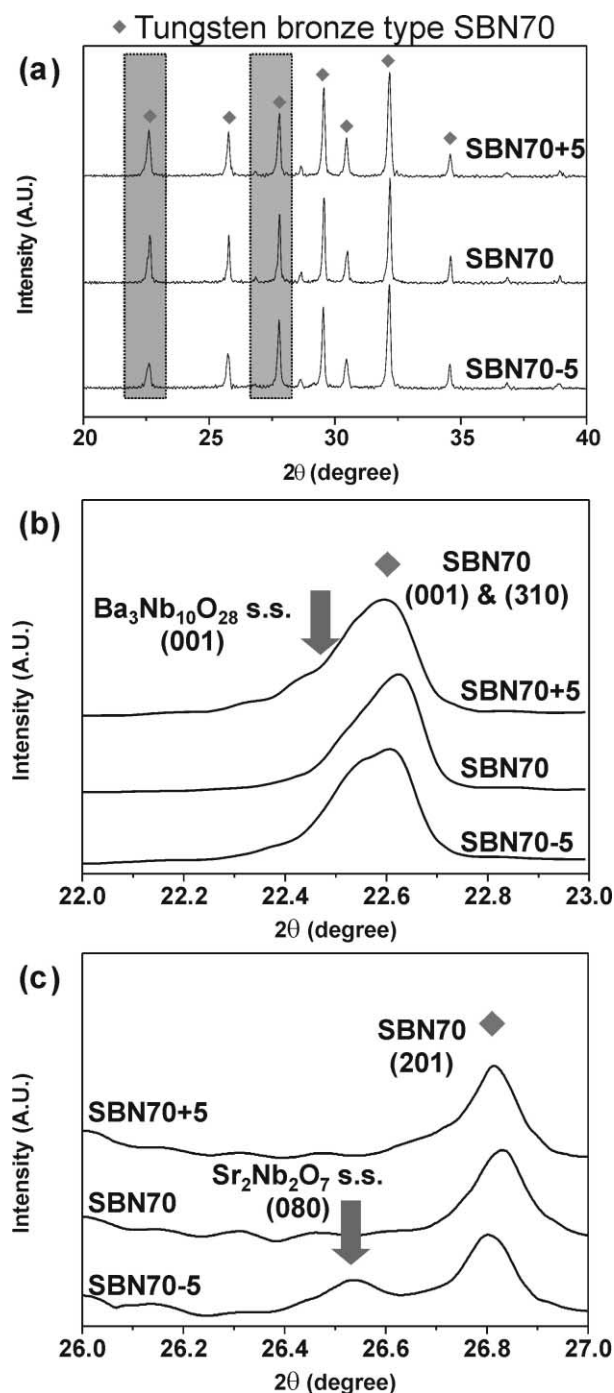 ◆ Tungsten bronze type SBN70
(a)
SBN70+5
SBN70
SBN70-5
Intensity (A.U.)
20 25 30 35 40
2θ (degree)
(b)
SBN70
(001) & (310)
Ba₃Nb₁₀O₂₈ s.s.
(001)
SBN70+5
SBN70
SBN70-5
Intensity (A.U.)
22.0 22.2 22.4 22.6 22.8 23.0
2θ (degree)
(c)
SBN70
(201)
SBN70+5
Sr₂Nb₂O₇ s.s.
(080)
SBN70
SBN70-5
Intensity (A.U.)
26.0 26.2 26.4 26.6 26.8 27.0
2θ (degree)